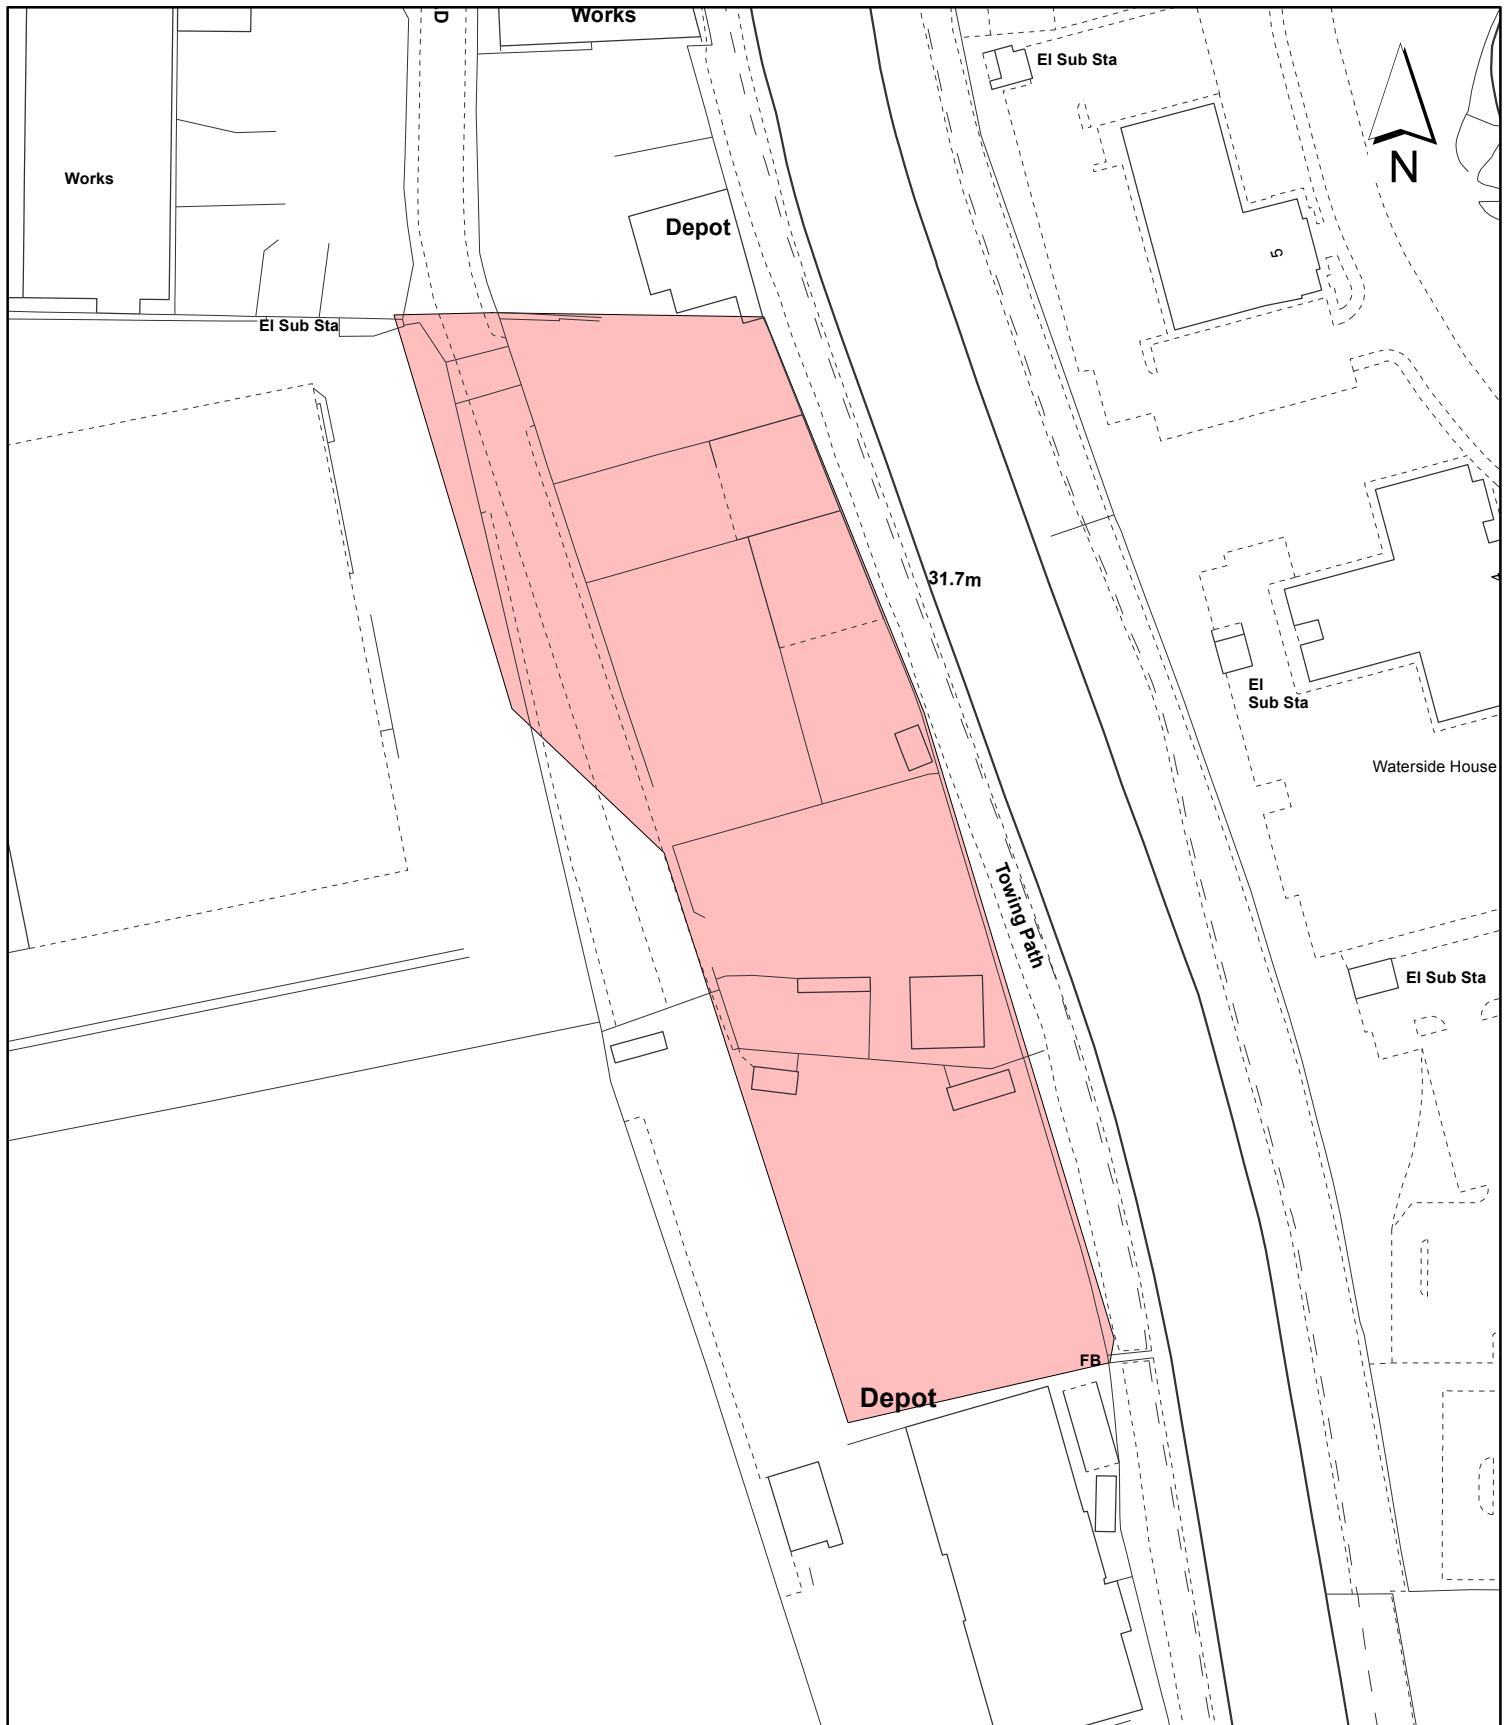 D
Works
El Sub Sta
N
Works
Depot
5
El Sub Sta
31.7m
El
Sub Sta
Waterside House
Towing Path
El Sub Sta
FB
Depot